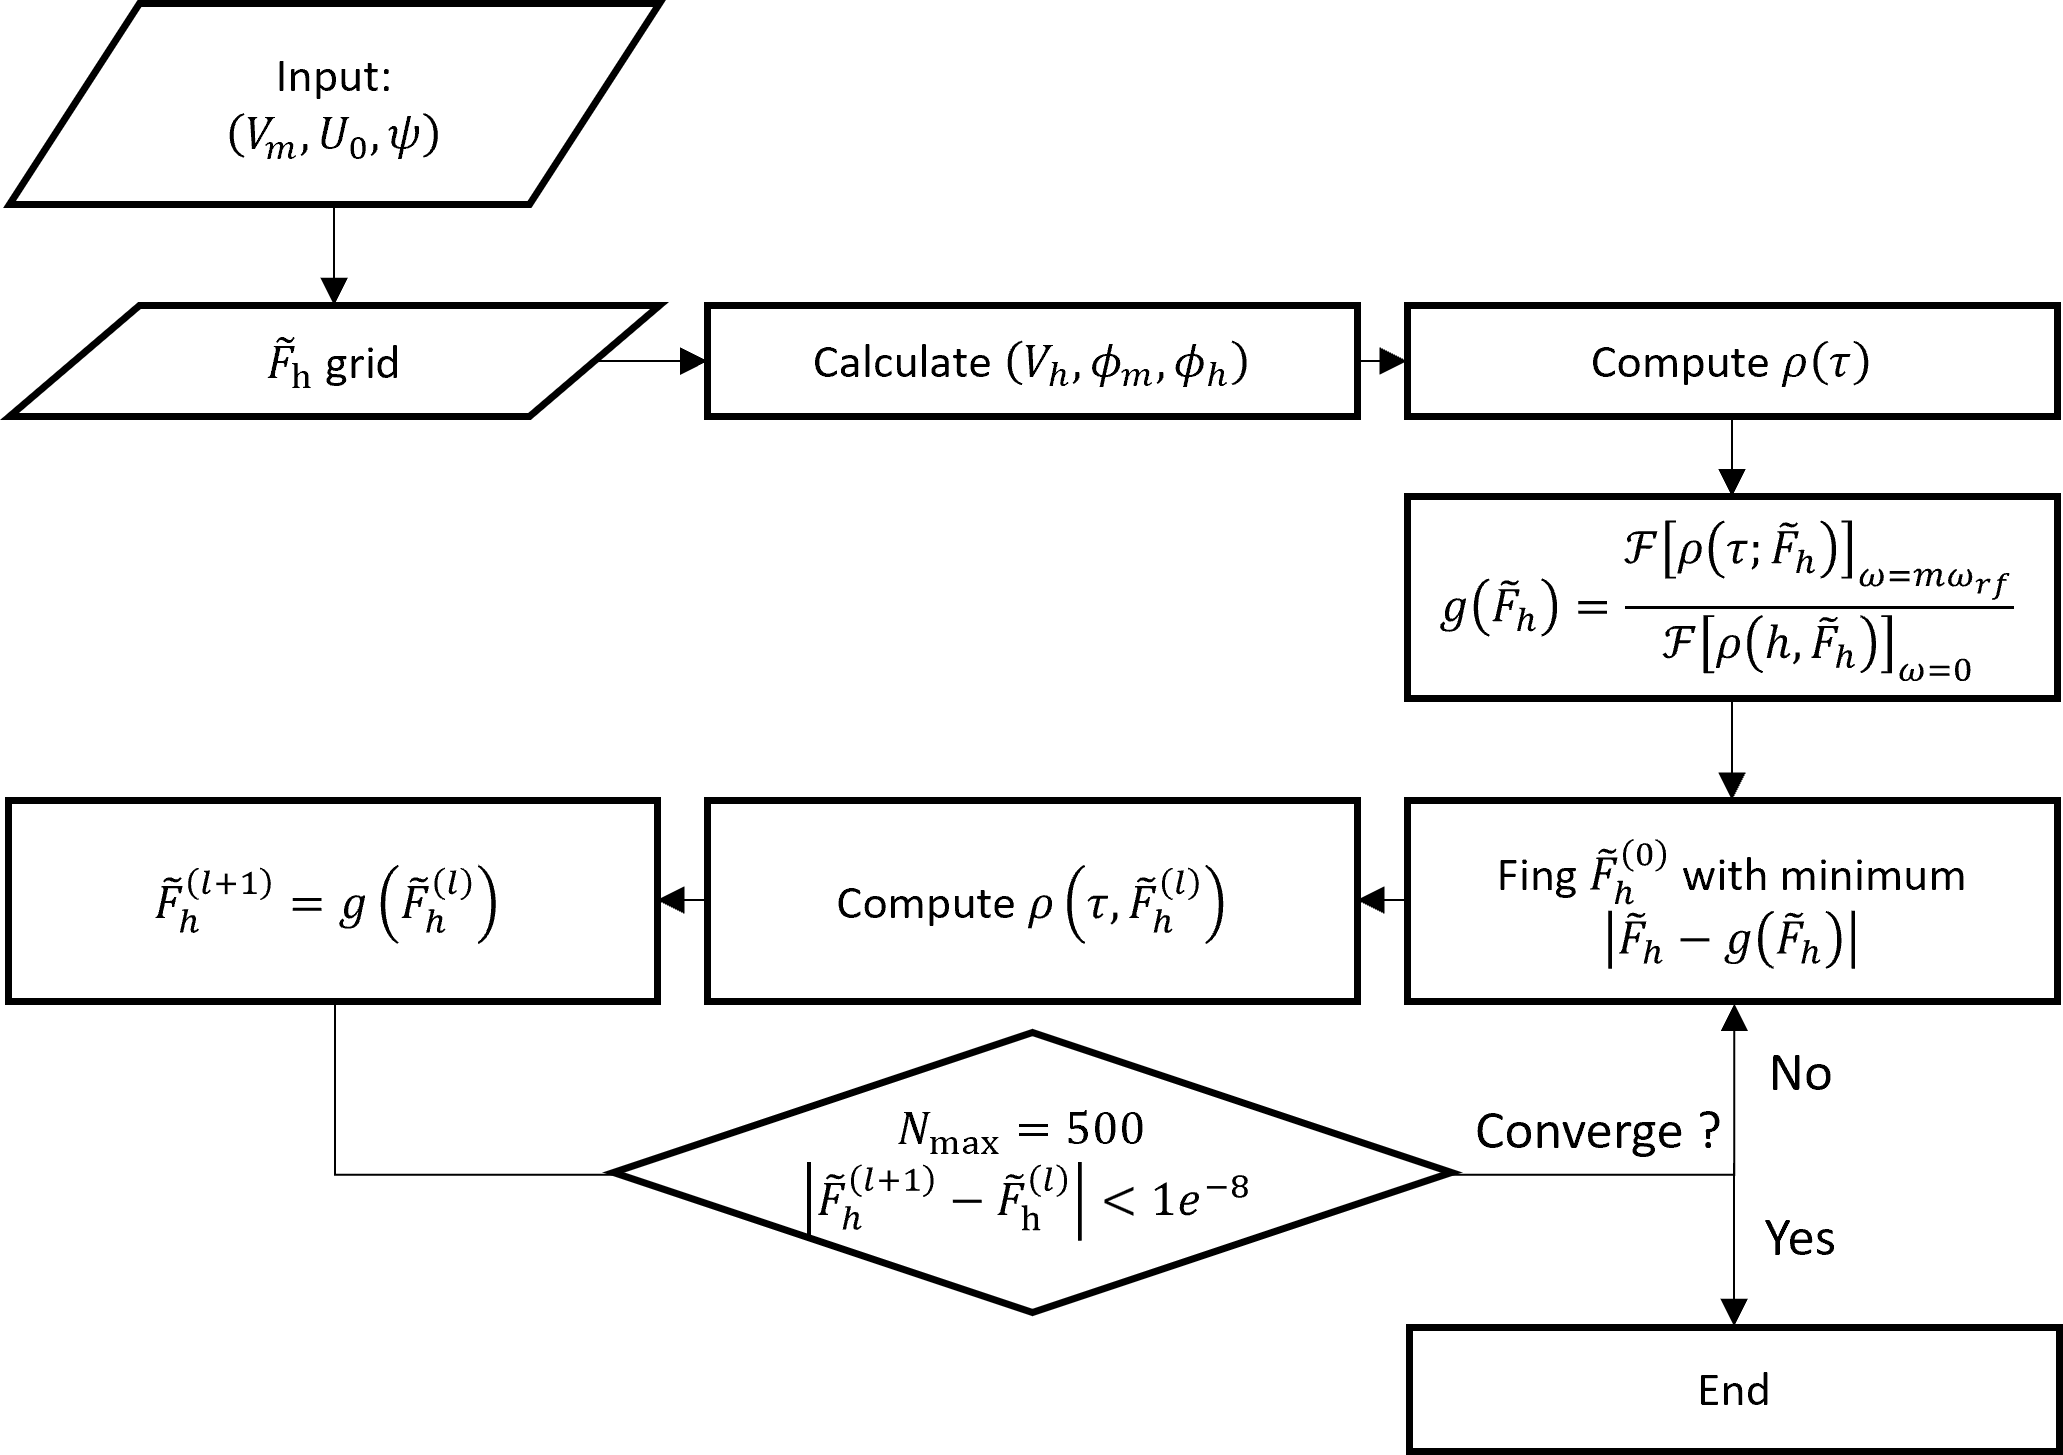 Input:
(V_m, U_0, ψ)
F̃_h grid
Calculate (V_h, ϕ_m, ϕ_h)
Compute ρ(τ)
g(F̃_h) = ℱ[ρ(τ; F̃_h)]_{ω=mω_{rf}} / ℱ[ρ(h, F̃_h)]_{ω=0}
Fing F̃_h^{(0)} with minimum
|F̃_h − g(F̃_h)|
Compute ρ(τ, F̃_h^{(l)})
F̃_h^{(l+1)} = g(F̃_h^{(l)})
N_max = 500
|F̃_h^{(l+1)} − F̃_h^{(l)}| < 1e^{−8}
Converge ?
No
Yes
End